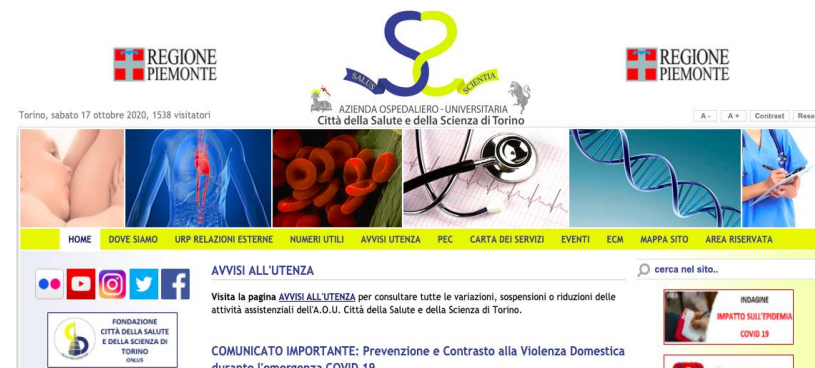 REGIONE
PIEMONTE
SALUS
SCIENTIA
REGIONE
PIEMONTE
AZIENDA OSPEDALIERO - UNIVERSITARIA
Città della Salute e della Scienza di Torino
Torino, sabato 17 ottobre 2020, 1538 visitatori
A - A + Contrast Rese
HOME DOVE SIAMO URP RELAZIONI ESTERNE NUMERI UTILI AVVISI UTENZA PEC CARTA DEI SERVIZI EVENTI ECM MAPPA SITO AREA RISERVATA
AVVISI ALL'UTENZA
cerca nel sito..
Visita la pagina AVVISI ALL'UTENZA per consultare tutte le variazioni, sospensioni o riduzioni delle
attività assistenziali dell'A.O.U. Città della Salute e della Scienza di Torino.
FONDAZIONE
CITTÀ DELLA SALUTE
E DELLA SCIENZA DI
TORINO
ONLUS
INDAGINE
IMPATTO SULL'EPIDEMIA
COVID 19
COMUNICATO IMPORTANTE: Prevenzione e Contrasto alla Violenza Domestica
durante l'emergenza COVID 19